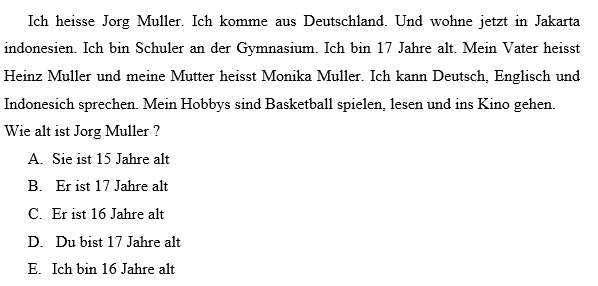 Ich heisse Jorg Muller. Ich komme aus Deutschland. Und wohne jetzt in Jakarta
indonesien. Ich bin Schuler an der Gymnasium. Ich bin 17 Jahre alt. Mein Vater heisst
Heinz Muller und meine Mutter heisst Monika Muller. Ich kann Deutsch, Englisch und
Indonesich sprechen. Mein Hobbys sind Basketball spielen, lesen und ins Kino gehen.
Wie alt ist Jorg Muller ?
A. Sie ist 15 Jahre alt
B. Er ist 17 Jahre alt
C. Er ist 16 Jahre alt
D. Du bist 17 Jahre alt
E. Ich bin 16 Jahre alt